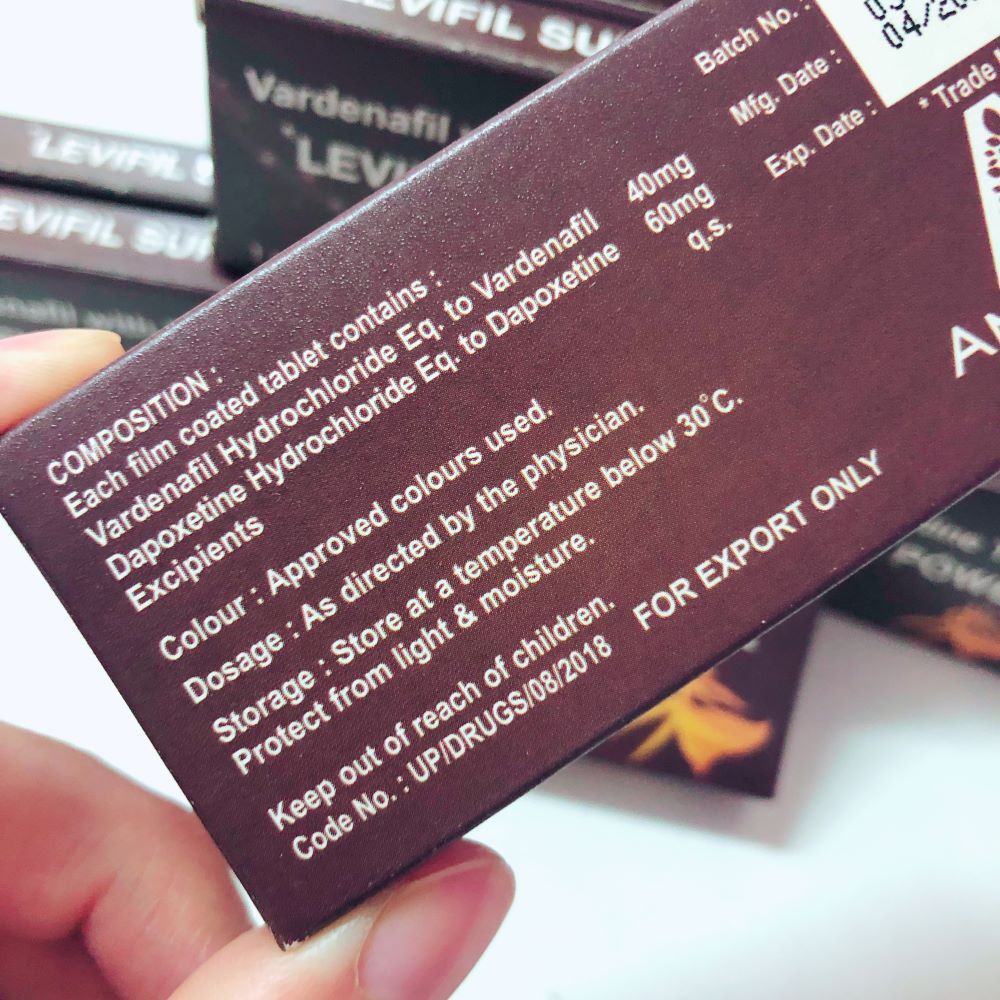 LEVIFIL
Vardenafil
LEVIFIL
EVIFIL
COMPOSITION :
Each film coated tablet contains :
Vardenafil Hydrochloride Eq. to Vardenafil 40mg
Dapoxetine Hydrochloride Eq. to Dapoxetine 60mg
Excipients q.s.
Colour : Approved colours used.
Dosage : As directed by the physician.
Storage : Store at a temperature below 30°C.
Protect from light & moisture.
Keep out of reach of children.
Code No. : UP/DRUGS/08/2018
FOR EXPORT ONLY
Batch No. :
Mfg. Date :
Exp. Date :
* Trade